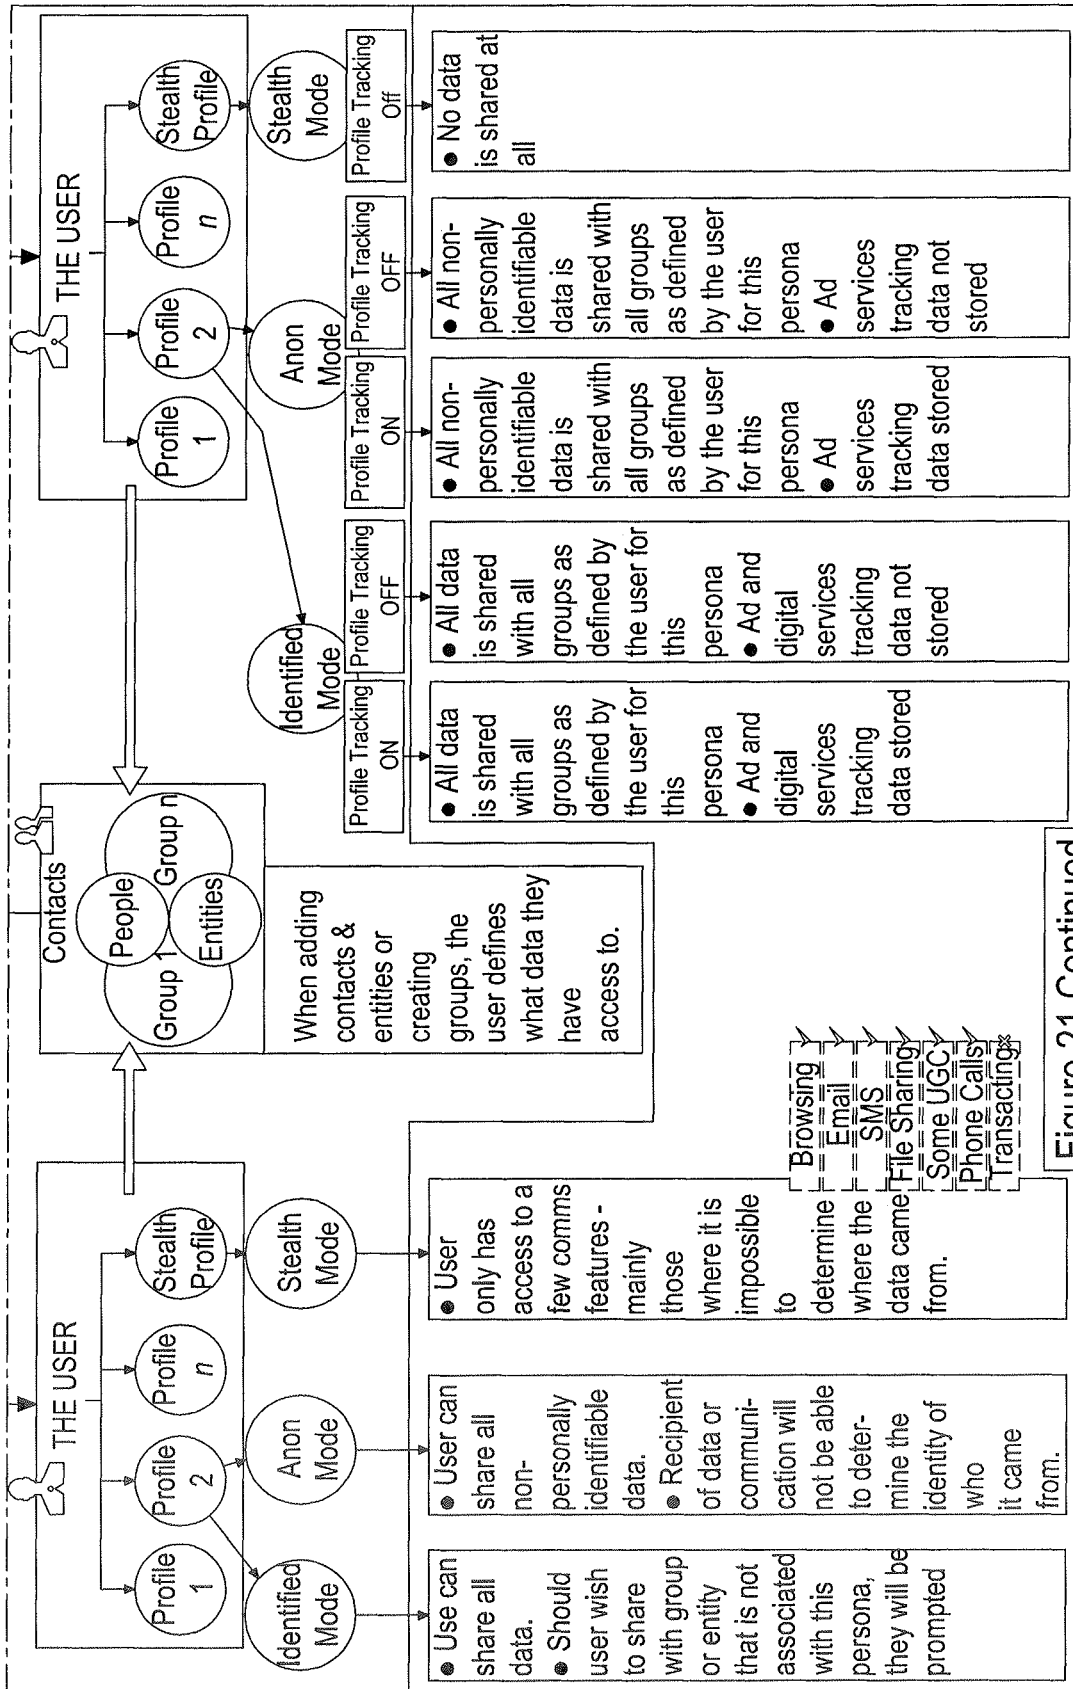 THE USER
Profile
1
Profile
2
Profile
n
Stealth
Profile
Identified
Mode
Anon
Mode
Stealth
Mode
● Use can
share all
data.
● Should
user wish
to share
with group
or entity
that is not
associated
with this
persona,
they will be
prompted
● User can
share all
non-
personally
identifiable
data.
● Recipient
of data or
communi-
cation will
not be able
to deter-
mine the
identity of
who
it came
from.
● User
only has
access to a
few comms
features -
mainly
those
where it is
impossible
to
determine
where the
data came
from.
Browsing
Email
SMS
File Sharing
Some UGC
Phone Calls
Transacting
Contacts
Group 1
People
Entities
Group n
When adding
contacts &
entities or
creating
groups, the
user defines
what data they
have
access to.
THE USER
Profile
1
Profile
2
Profile
n
Stealth
Profile
Identified
Mode
Anon
Mode
Stealth
Mode
Profile Tracking
ON
Profile Tracking
OFF
Profile Tracking
ON
Profile Tracking
OFF
Profile Tracking
Off
● All data
is shared
with all
groups as
defined by
the user for
this
persona
● Ad and
digital
services
tracking
data stored
● All data
is shared
with all
groups as
defined by
the user for
this
persona
● Ad and
digital
services
tracking
data not
stored
● All non-
personally
identifiable
data is
shared with
all groups
as defined
by the user
for this
persona
● Ad
services
tracking
data stored
● All non-
personally
identifiable
data is
shared with
all groups
as defined
by the user
for this
persona
● Ad
services
tracking
data not
stored
● No data
is shared at
all
Figure 21 Continued